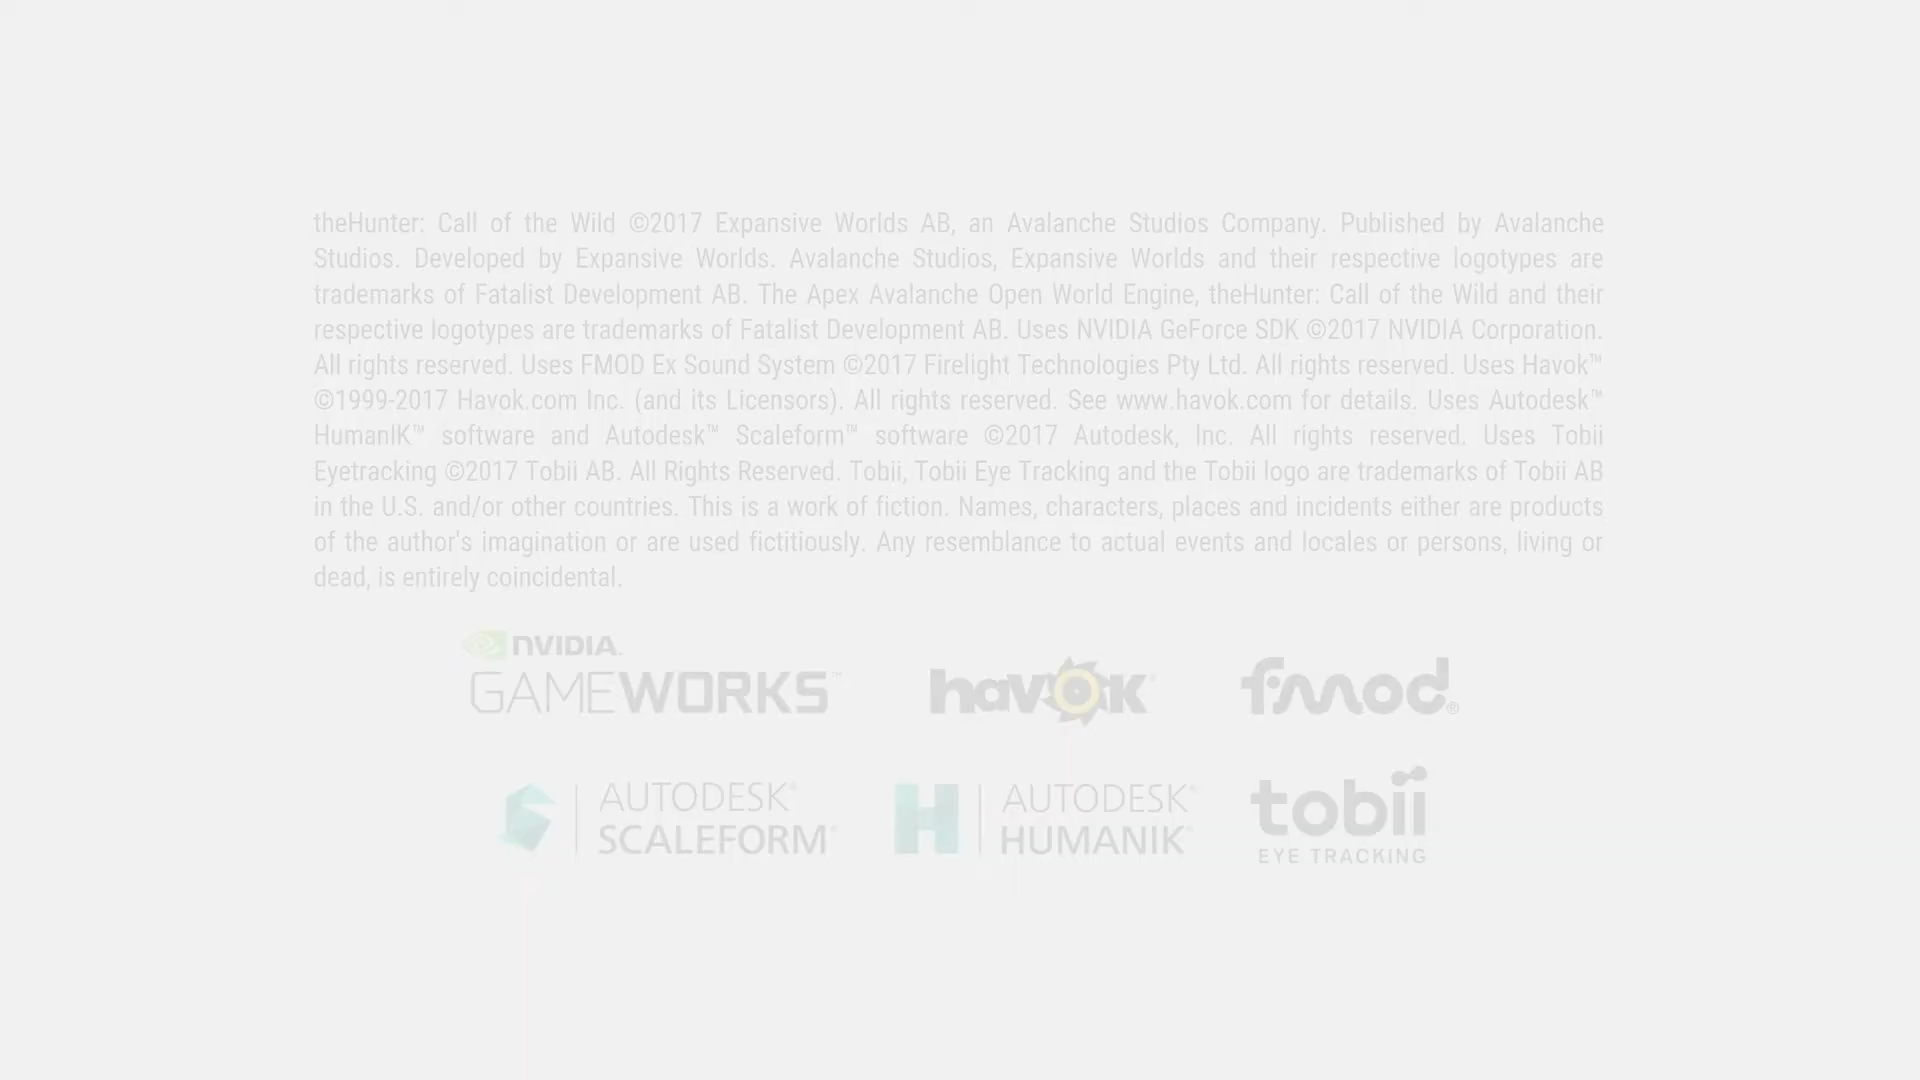 theHunter: Call of the Wild ©2017 Expansive Worlds AB, an Avalanche Studios Company. Published by Avalanche
Studios. Developed by Expansive Worlds. Avalanche Studios, Expansive Worlds and their respective logotypes are
trademarks of Fatalist Development AB. The Apex Avalanche Open World Engine, theHunter: Call of the Wild and their
respective logotypes are trademarks of Fatalist Development AB. Uses NVIDIA GeForce SDK ©2017 NVIDIA Corporation.
All rights reserved. Uses FMOD Ex Sound System ©2017 Firelight Technologies Pty Ltd. All rights reserved. Uses Havok™
©1999-2017 Havok.com Inc. (and its Licensors). All rights reserved. See www.havok.com for details. Uses Autodesk™
HumanIK™ software and Autodesk™ Scaleform™ software ©2017 Autodesk, Inc. All rights reserved. Uses Tobii
Eyetracking ©2017 Tobii AB. All Rights Reserved. Tobii, Tobii Eye Tracking and the Tobii logo are trademarks of Tobii AB
in the U.S. and/or other countries. This is a work of fiction. Names, characters, places and incidents either are products
of the author's imagination or are used fictitiously. Any resemblance to actual events and locales or persons, living or
dead, is entirely coincidental.
NVIDIA.
GAMEWORKS™
havok®
fmod®
AUTODESK®
SCALEFORM®
AUTODESK®
HUMANIK®
tobii
EYE TRACKING